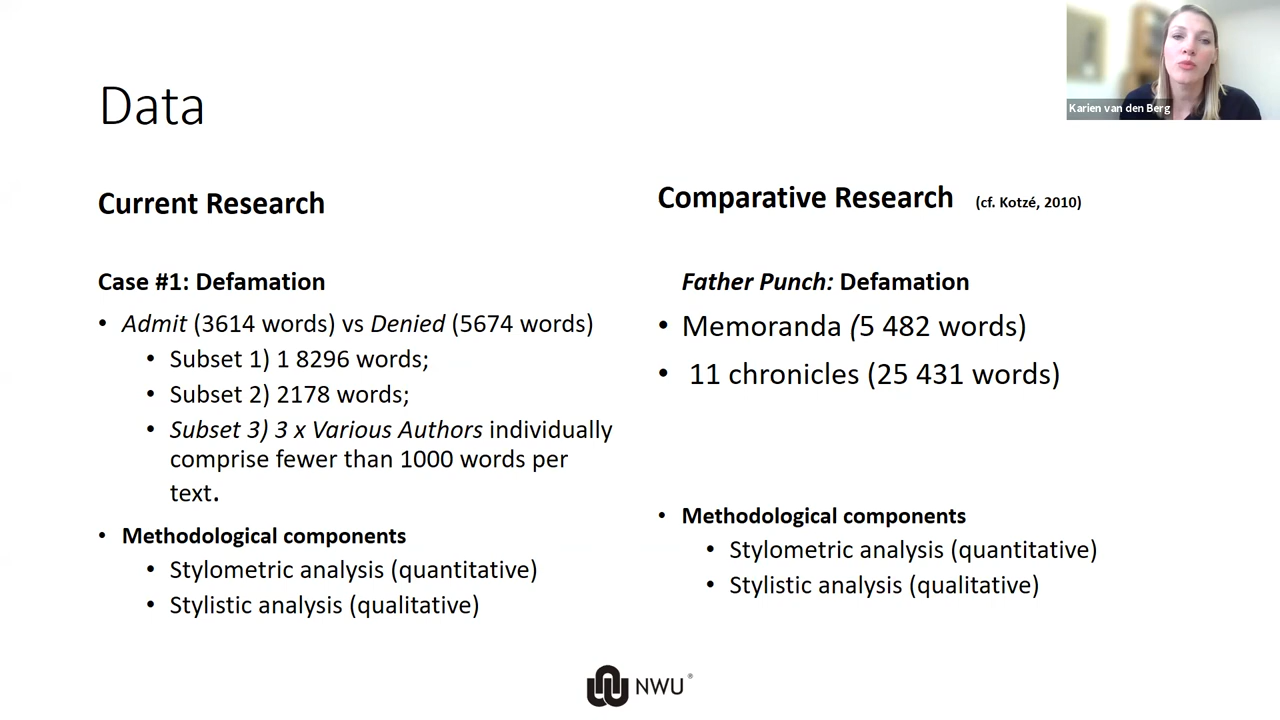 Data
Karien van den Berg
Current Research
Case #1: Defamation
• Admit (3614 words) vs Denied (5674 words)
• Subset 1) 1 8296 words;
• Subset 2) 2178 words;
• Subset 3) 3 x Various Authors individually
comprise fewer than 1000 words per
text.
• Methodological components
• Stylometric analysis (quantitative)
• Stylistic analysis (qualitative)
Comparative Research (cf. Kotzé, 2010)
Father Punch: Defamation
• Memoranda (5 482 words)
• 11 chronicles (25 431 words)
• Methodological components
• Stylometric analysis (quantitative)
• Stylistic analysis (qualitative)
NWU®